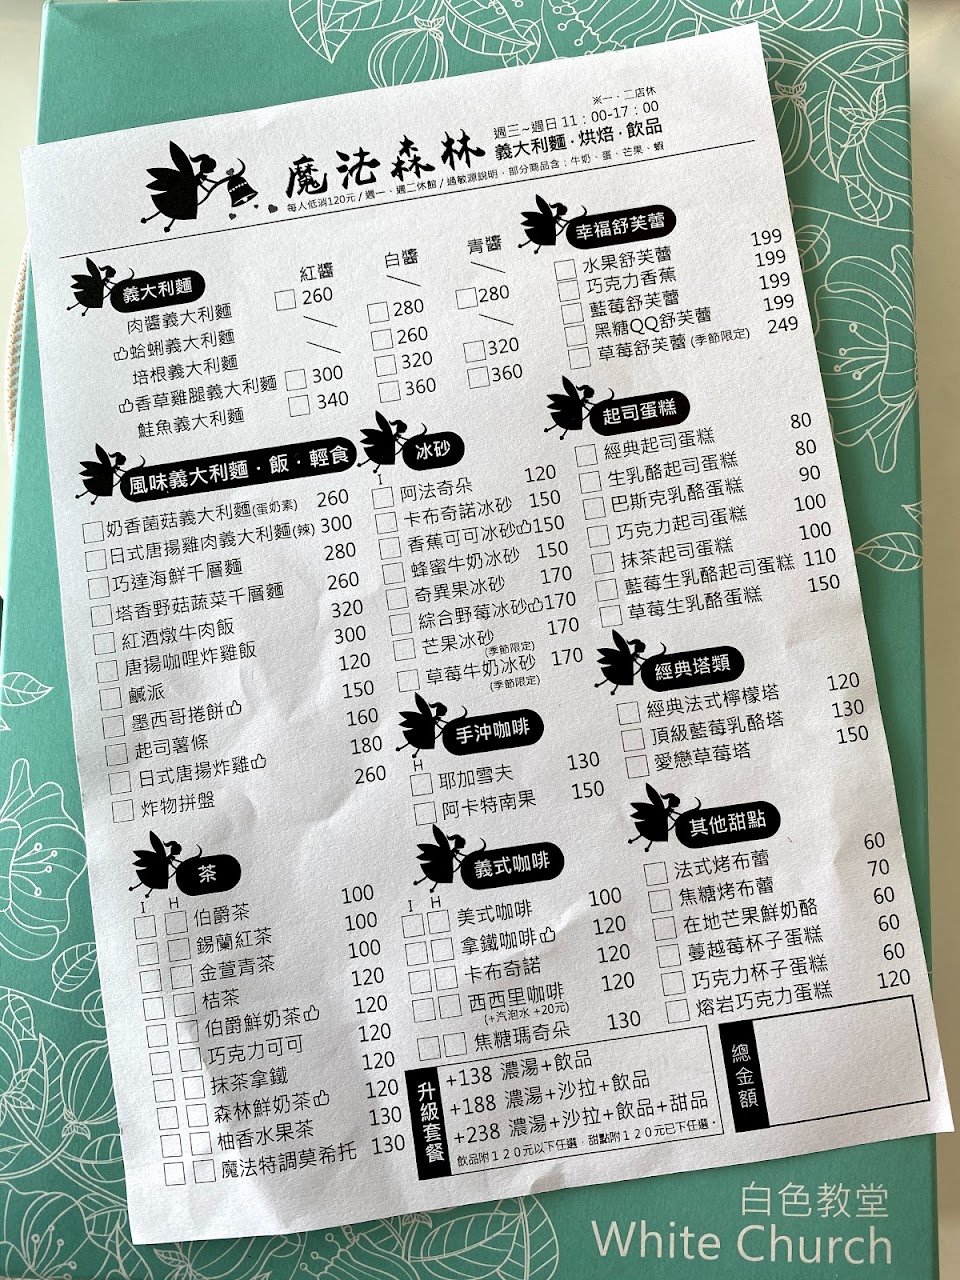 ※一．二店休
週三~週日 11：00-17：00
魔法森林
義大利麵．烘焙．飲品
每人低消120元 / 週一．週二休館 / 過敏源說明．部分商品含：牛奶、蛋、芒果、蝦
義大利麵 紅醬 白醬 青醬
肉醬義大利麵 260 ╲ ╲
蛤蜊義大利麵 ╲ 280 280
培根義大利麵 ╲ 260 ╲
香草雞腿義大利麵 300 320 320
鮭魚義大利麵 340 360 360
幸福舒芙蕾
水果舒芙蕾 199
巧克力香蕉 199
藍莓舒芙蕾 199
黑糖QQ舒芙蕾 199
草莓舒芙蕾 (季節限定) 249
風味義大利麵．飯．輕食
奶香菌菇義大利麵(蛋奶素) 260
日式唐揚雞肉義大利麵(辣) 300
巧達海鮮千層麵 280
塔香野菇蔬菜千層麵 260
紅酒燉牛肉飯 320
唐揚咖哩炸雞飯 300
鹹派 120
墨西哥捲餅 150
起司薯條 160
日式唐揚炸雞 180
炸物拼盤 260
冰砂
I
阿法奇朵 120
卡布奇諾冰砂 150
香蕉可可冰砂 150
蜂蜜牛奶冰砂 150
奇異果冰砂 170
綜合野莓冰砂 170
芒果冰砂 (季節限定) 170
草莓牛奶冰砂 170
(季節限定)
起司蛋糕
經典起司蛋糕 80
生乳酪起司蛋糕 80
巴斯克乳酪蛋糕 90
巧克力起司蛋糕 100
抹茶起司蛋糕 100
藍莓生乳酪起司蛋糕 110
草莓生乳酪蛋糕 150
手沖咖啡
H
耶加雪夫 130
阿卡特南果 150
經典塔類
經典法式檸檬塔 120
頂級藍莓乳酪塔 130
愛戀草莓塔 150
茶
I H
伯爵茶 100
錫蘭紅茶 100
金萱青茶 100
桔茶 120
伯爵鮮奶茶 120
巧克力可可 120
抹茶拿鐵 120
森林鮮奶茶 120
柚香水果茶 130
魔法特調莫希托 130
義式咖啡
I H
美式咖啡 100
拿鐵咖啡 120
卡布奇諾 120
西西里咖啡 120
(+汽泡水 +20元)
焦糖瑪奇朵 130
其他甜點
法式烤布蕾 60
焦糖烤布蕾 70
在地芒果鮮奶酪 60
蔓越莓杯子蛋糕 60
巧克力杯子蛋糕 60
熔岩巧克力蛋糕 120
升級套餐
+138 濃湯+飲品
+188 濃湯+沙拉+飲品
+238 濃湯+沙拉+飲品+甜品
飲品附１２０元以下任選．甜點附１２０元已下任選。
總金額
白色教堂
White Church